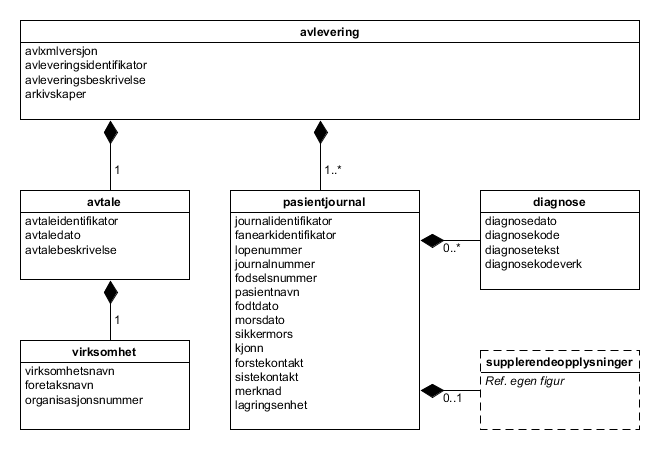 avlevering
avlxmlversjon
avleveringsidentifikator
avleveringsbeskrivelse
arkivskaper
1
1..*
avtale
avtaleidentifikator
avtaledato
avtalebeskrivelse
pasientjournal
journalidentifikator
fanearkidentifikator
lopenummer
journalnummer
fodselsnummer
pasientnavn
fodtdato
morsdato
sikkermors
kjonn
forstekontakt
sistekontakt
merknad
lagringsenhet
diagnose
diagnosedato
diagnosekode
diagnosetekst
diagnosekodeverk
0..*
1
virksomhet
virksomhetsnavn
foretaksnavn
organisasjonsnummer
supplerendeopplysninger
Ref. egen figur
0..1